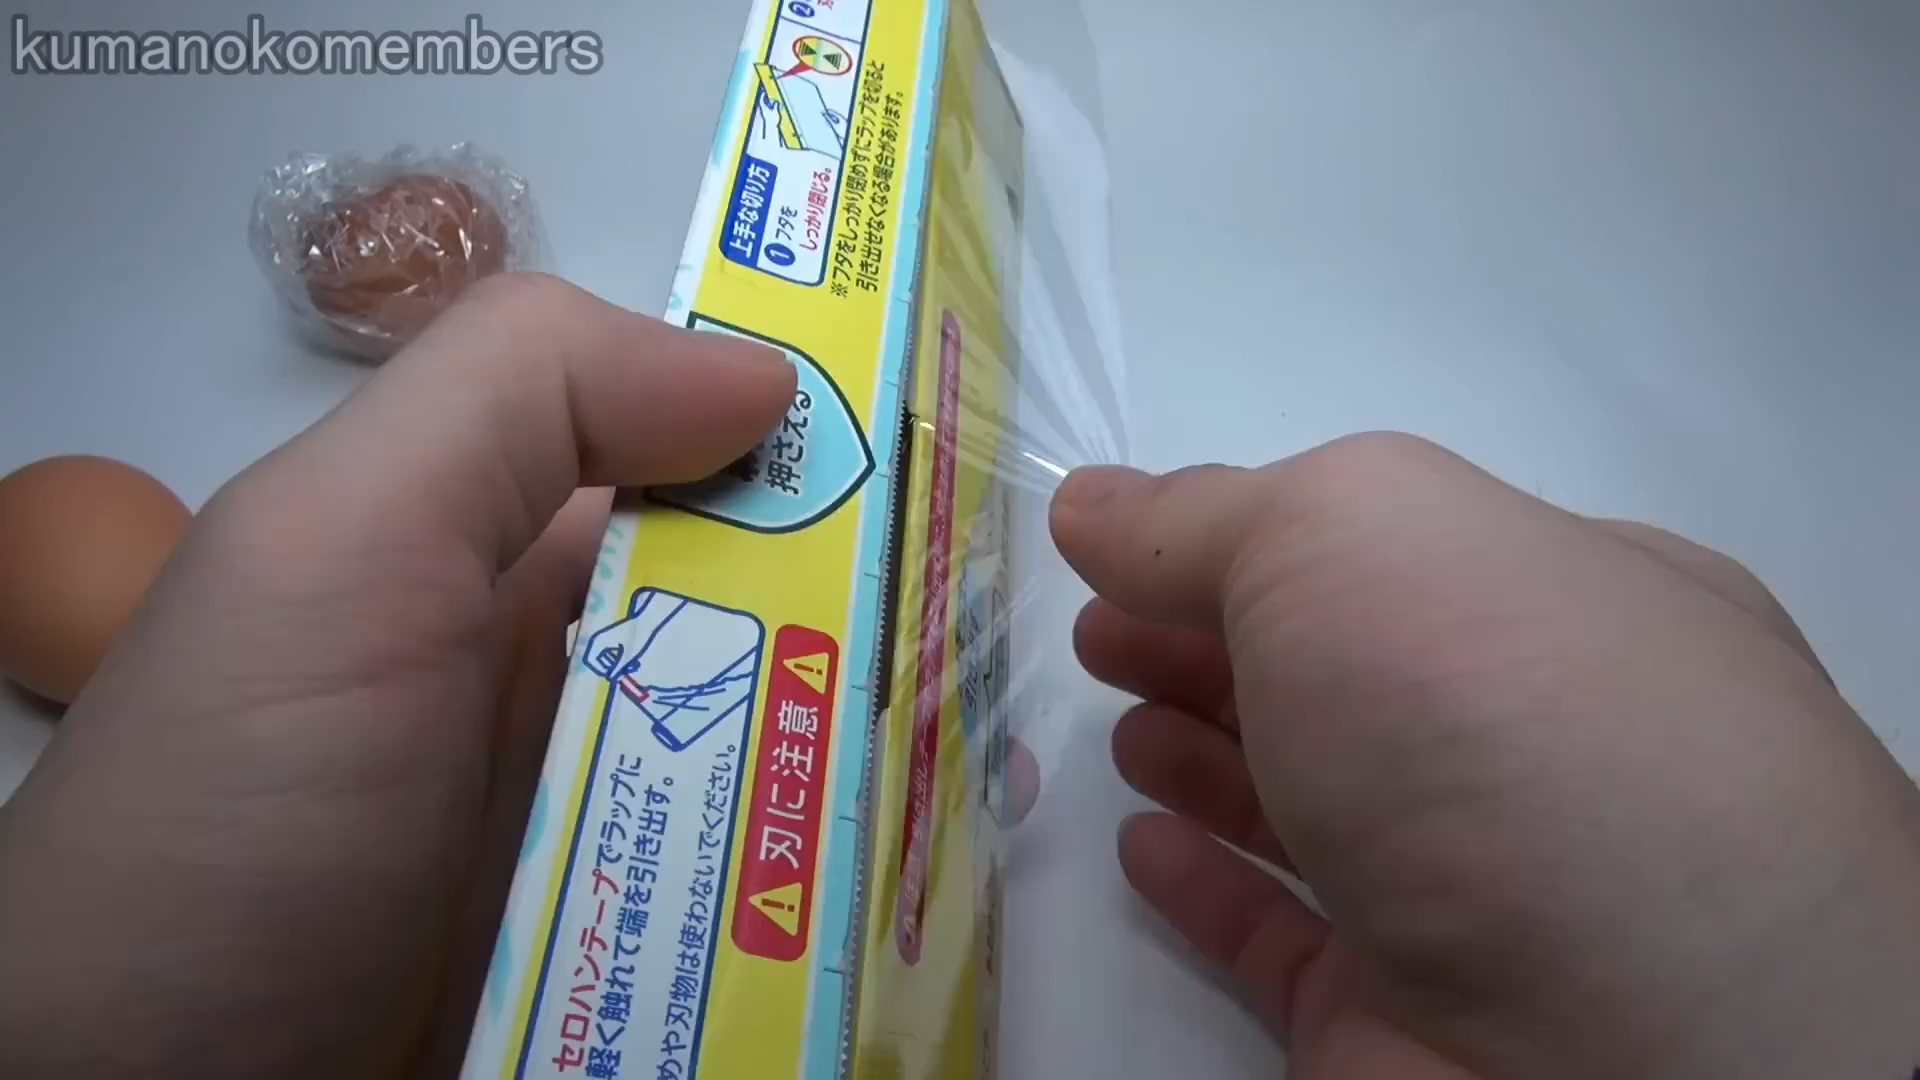 kumanokomembers
上手な切り方
①フタを
しっかり閉じる。
※フタをしっかり閉めずにラップを切ると
引き出せなくなる場合があります。
②
押さえる
セロハンテープでラップに
軽く触れて端を引き出す。
めや刃物は使わないでください。
刃に注意